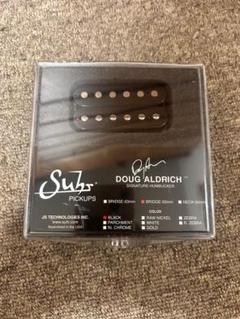 Suhr
PICKUPS
DOUG ALDRICH™
SIGNATURE HUMBUCKER
BRIDGE 50mm
BRIDGE 53mm
NECK 50mm
COLOR
JS TECHNOLOGIES INC.
www.suhr.com
Assembled in the USA
BLACK
PARCHMENT
N. CHROME
RAW NICKEL
WHITE
GOLD
ZEBRA
R. ZEBRA